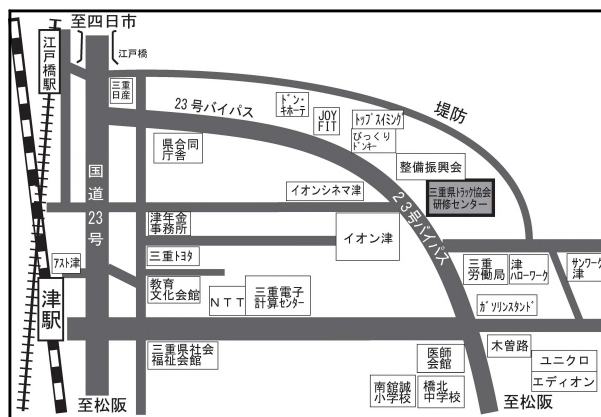 至四日市
江戸橋
江戸橋駅
三重
日産
23号バイパス
ドン・
キホーテ
JOY
FIT
トップスイミング
びっくり
ドンキー
堤防
県合同
庁舎
整備振興会
国道23号
イオンシネマ津
23号バイパス
三重県トラック協会
研修センター
津年金
事務所
イオン津
三重トヨタ
アスト津
三重
労働局
津
ハローワーク
サンワーク
津
教育
文化会館
NTT
三重電子
計算センター
ガソリンスタンド
津駅
三重県社会
福祉会館
医師
会館
木曽路
ユニクロ
エディオン
南舘誠
小学校
橋北
中学校
至松阪
至松阪